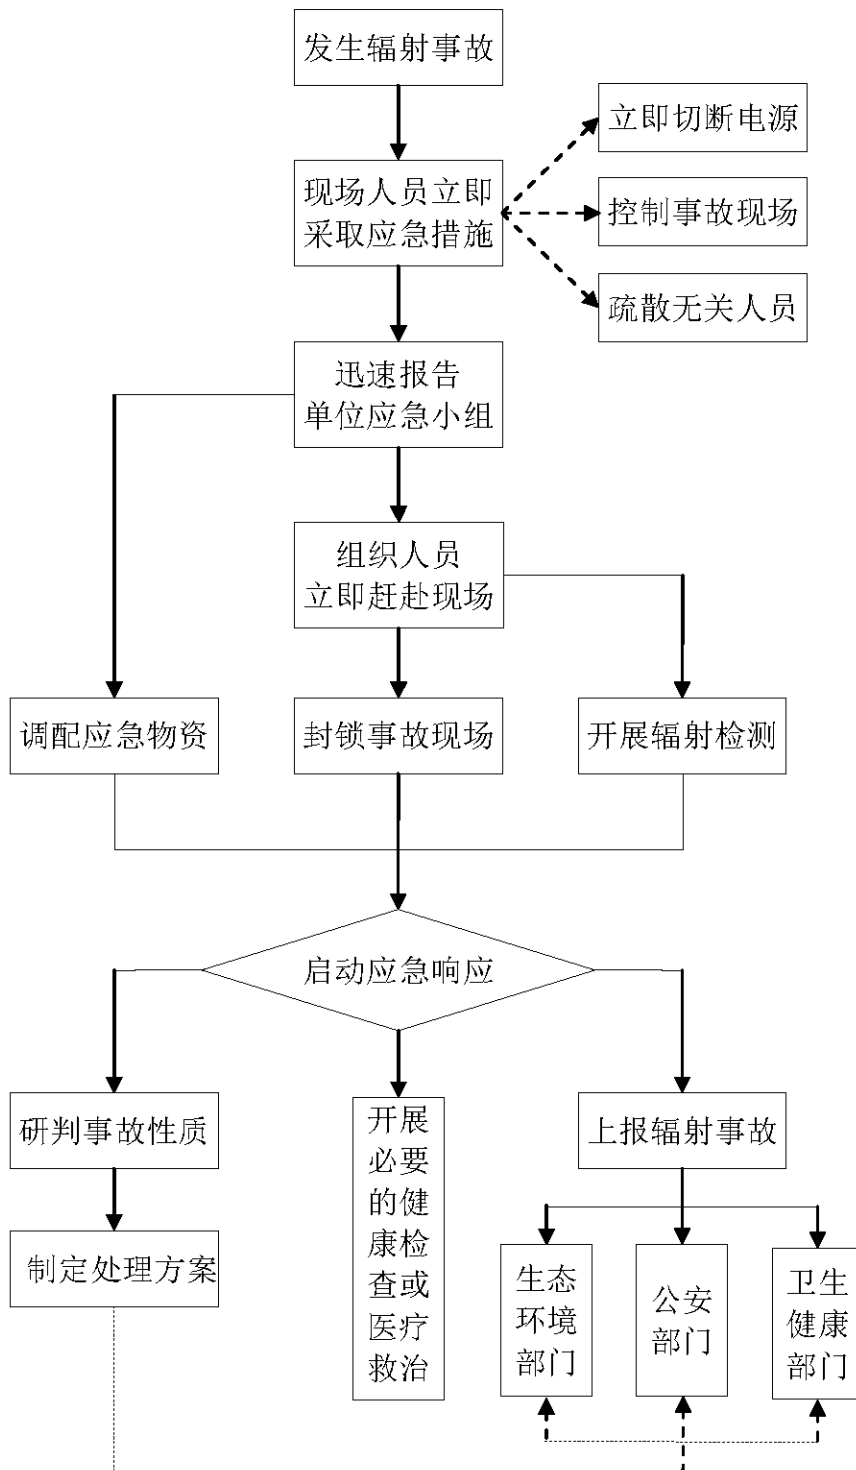 发生辐射事故
立即切断电源
现场人员立即
采取应急措施
控制事故现场
疏散无关人员
迅速报告
单位应急小组
组织人员
立即赶赴现场
调配应急物资
封锁事故现场
开展辐射检测
启动应急响应
研判事故性质
开展
必要
的健
康检
查或
医疗
救治
上报辐射事故
制定处理方案
生态
环境
部门
公安
部门
卫生
健康
部门